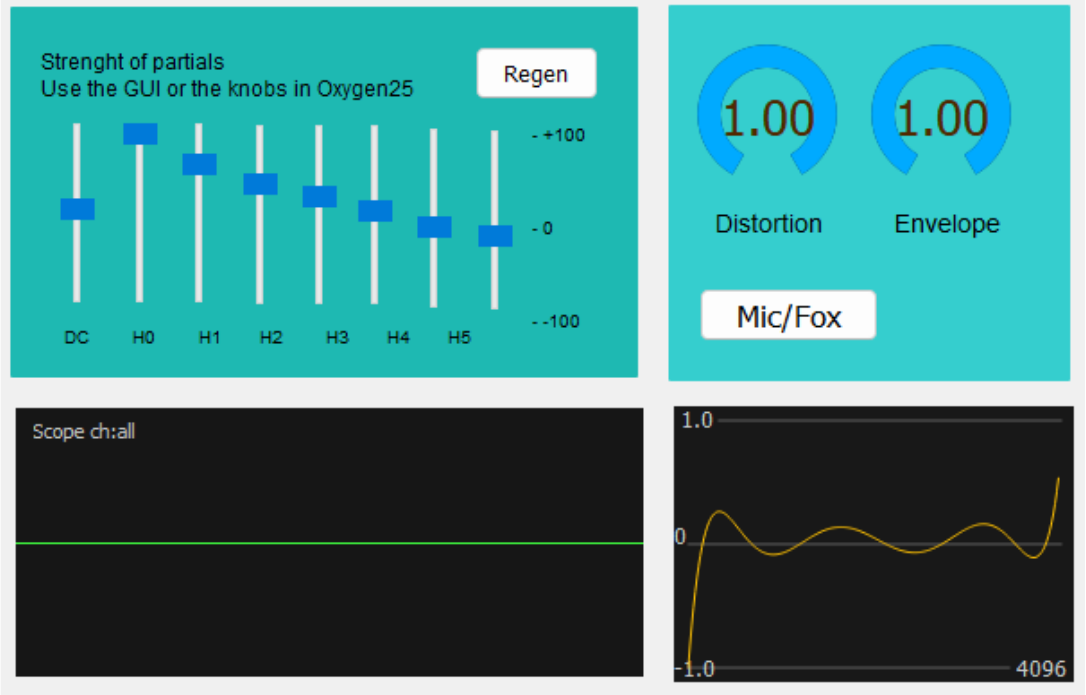 Strenght of partials
Use the GUI or the knobs in Oxygen25
Regen
- +100
- 0
- -100
DC H0 H1 H2 H3 H4 H5
1.00 1.00
Distortion Envelope
Mic/Fox
Scope ch:all
1.0
0
-1.0 4096